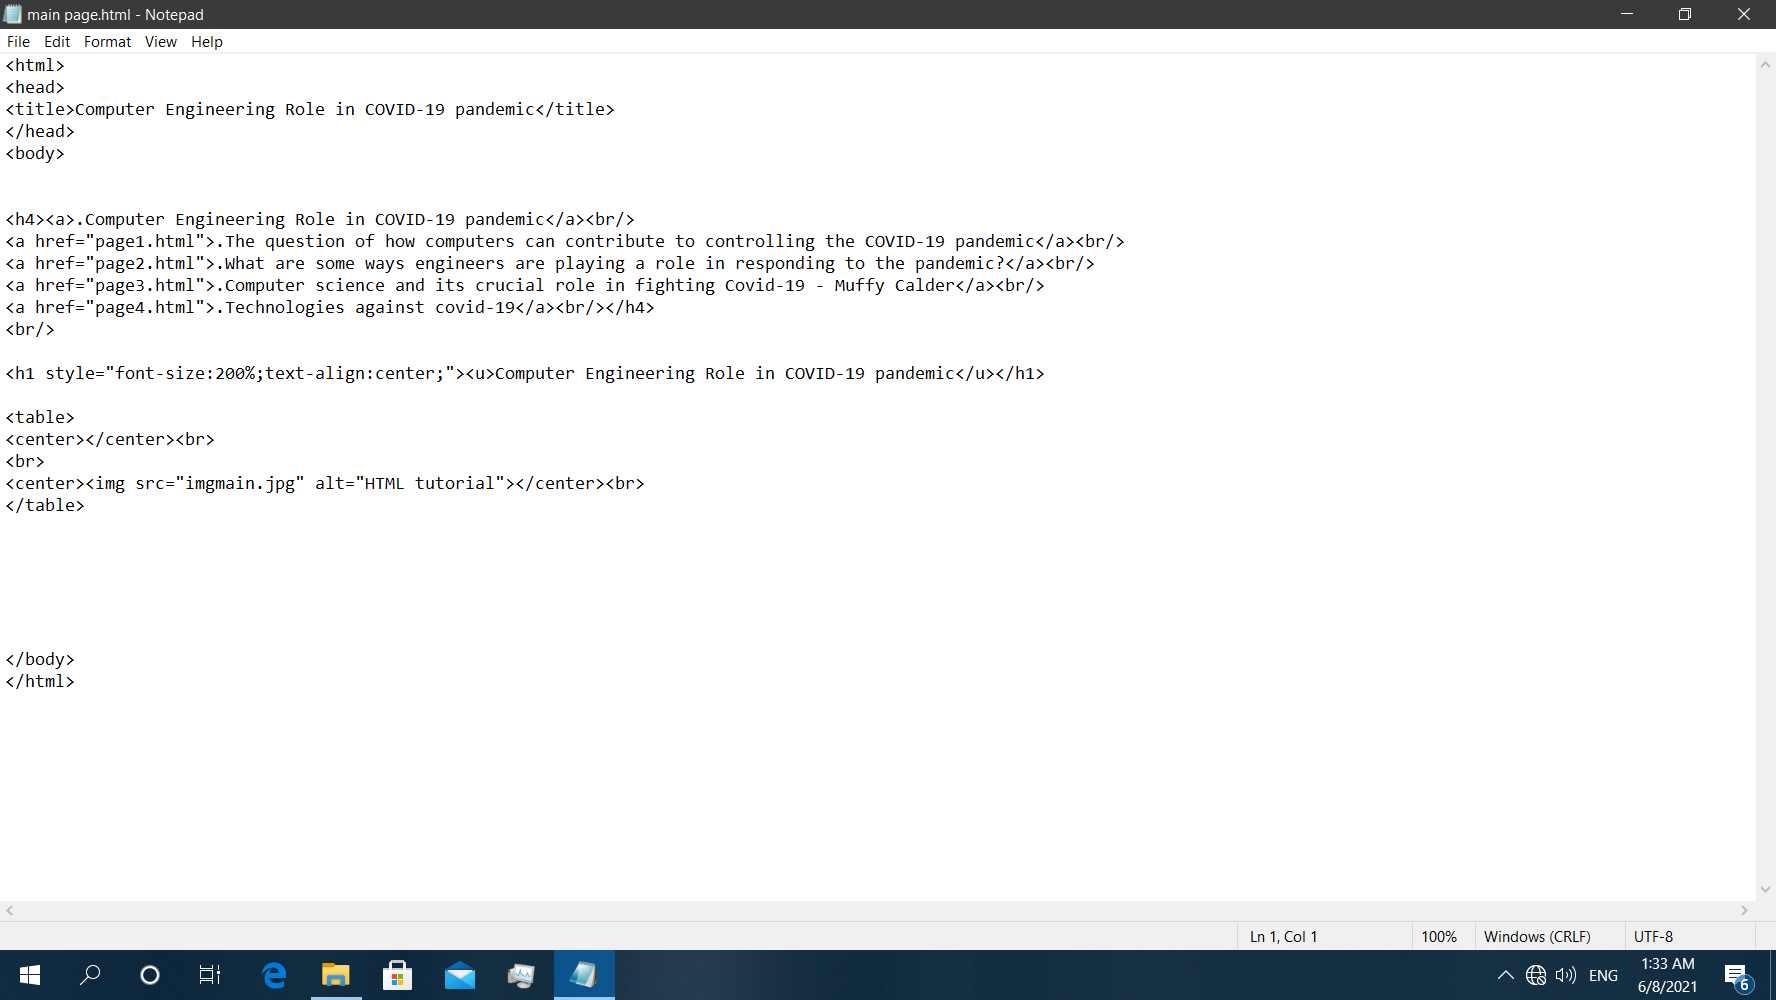 main page.html - Notepad
File Edit Format View Help
<html>
<head>
<title>Computer Engineering Role in COVID-19 pandemic</title>
</head>
<body>
<h4><a>.Computer Engineering Role in COVID-19 pandemic</a><br/>
<a href="page1.html">.The question of how computers can contribute to controlling the COVID-19 pandemic</a><br/>
<a href="page2.html">.What are some ways engineers are playing a role in responding to the pandemic?</a><br/>
<a href="page3.html">.Computer science and its crucial role in fighting Covid-19 - Muffy Calder</a><br/>
<a href="page4.html">.Technologies against covid-19</a><br/></h4>
<br/>
<h1 style="font-size:200%;text-align:center;"><u>Computer Engineering Role in COVID-19 pandemic</u></h1>
<table>
<center></center><br>
<br>
<center><img src="imgmain.jpg" alt="HTML tutorial"></center><br>
</table>
</body>
</html>
Ln 1, Col 1 100% Windows (CRLF) UTF-8
ENG
1:33 AM
6/8/2021
6